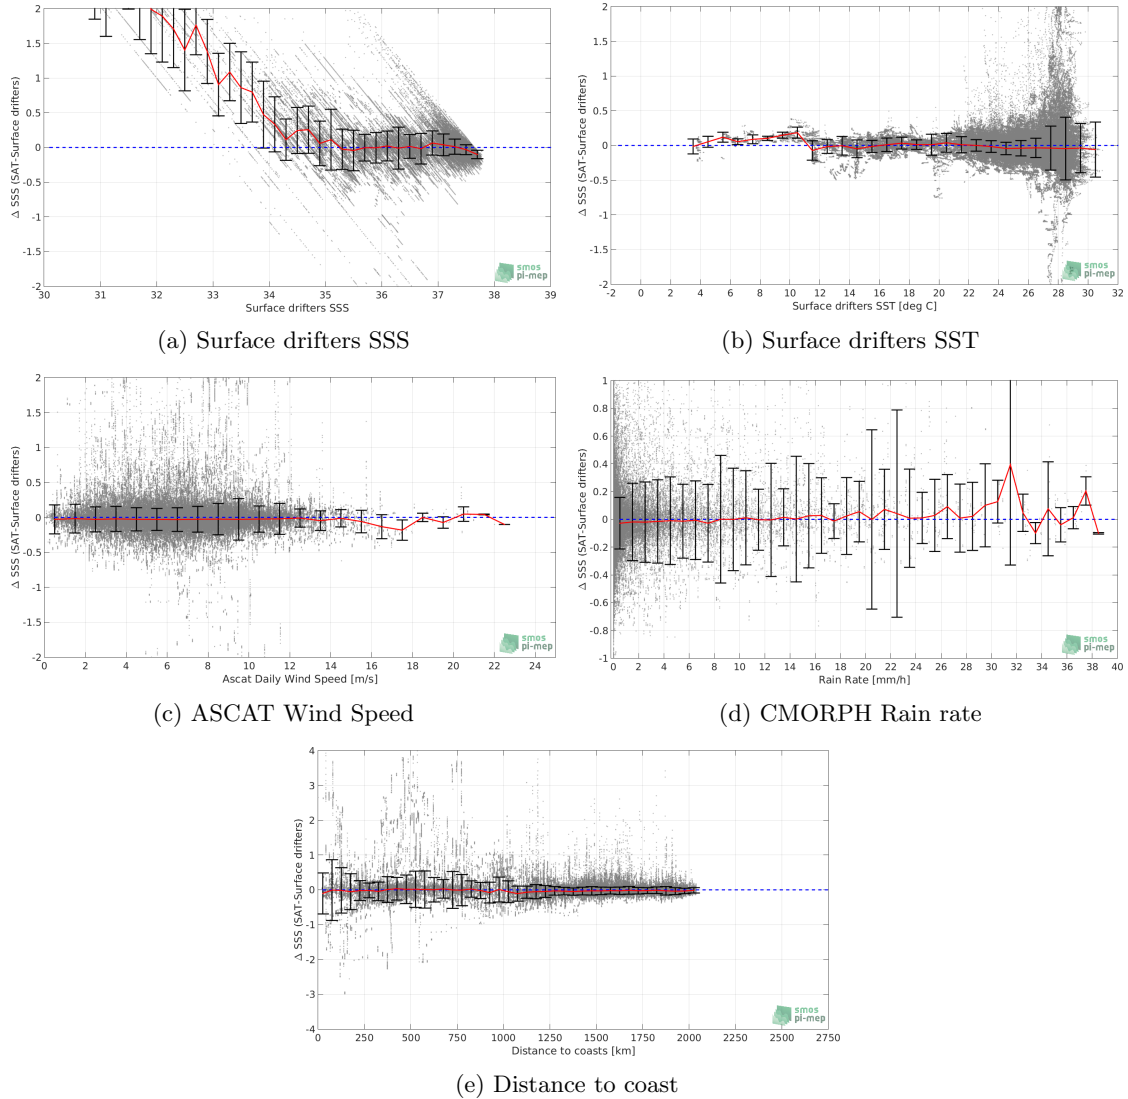 2
1.5
1
0.5
0
-0.5
-1
-1.5
-2
Δ SSS (SAT-Surface drifters)
30 31 32 33 34 35 36 37 38 39
Surface drifters SSS
smos
pi-mep
(a) Surface drifters SSS
2
1.5
1
0.5
0
-0.5
-1
-1.5
-2
Δ SSS (SAT-Surface drifters)
-2 0 2 4 6 8 10 12 14 16 18 20 22 24 26 28 30 32
Surface drifters SST [deg C]
smos
pi-mep
(b) Surface drifters SST
2
1.5
1
0.5
0
-0.5
-1
-1.5
-2
Δ SSS (SAT-Surface drifters)
0 2 4 6 8 10 12 14 16 18 20 22 24
Ascat Daily Wind Speed [m/s]
smos
pi-mep
(c) ASCAT Wind Speed
1
0.8
0.6
0.4
0.2
0
-0.2
-0.4
-0.6
-0.8
-1
Δ SSS (SAT-Surface drifters)
0 2 4 6 8 10 12 14 16 18 20 22 24 26 28 30 32 34 36 38 40
Rain Rate [mm/h]
smos
pi-mep
(d) CMORPH Rain rate
4
3
2
1
0
-1
-2
-3
-4
Δ SSS (SAT-Surface drifters)
0 250 500 750 1000 1250 1500 1750 2000 2250 2500 2750
Distance to coasts [km]
smos
pi-mep
(e) Distance to coast